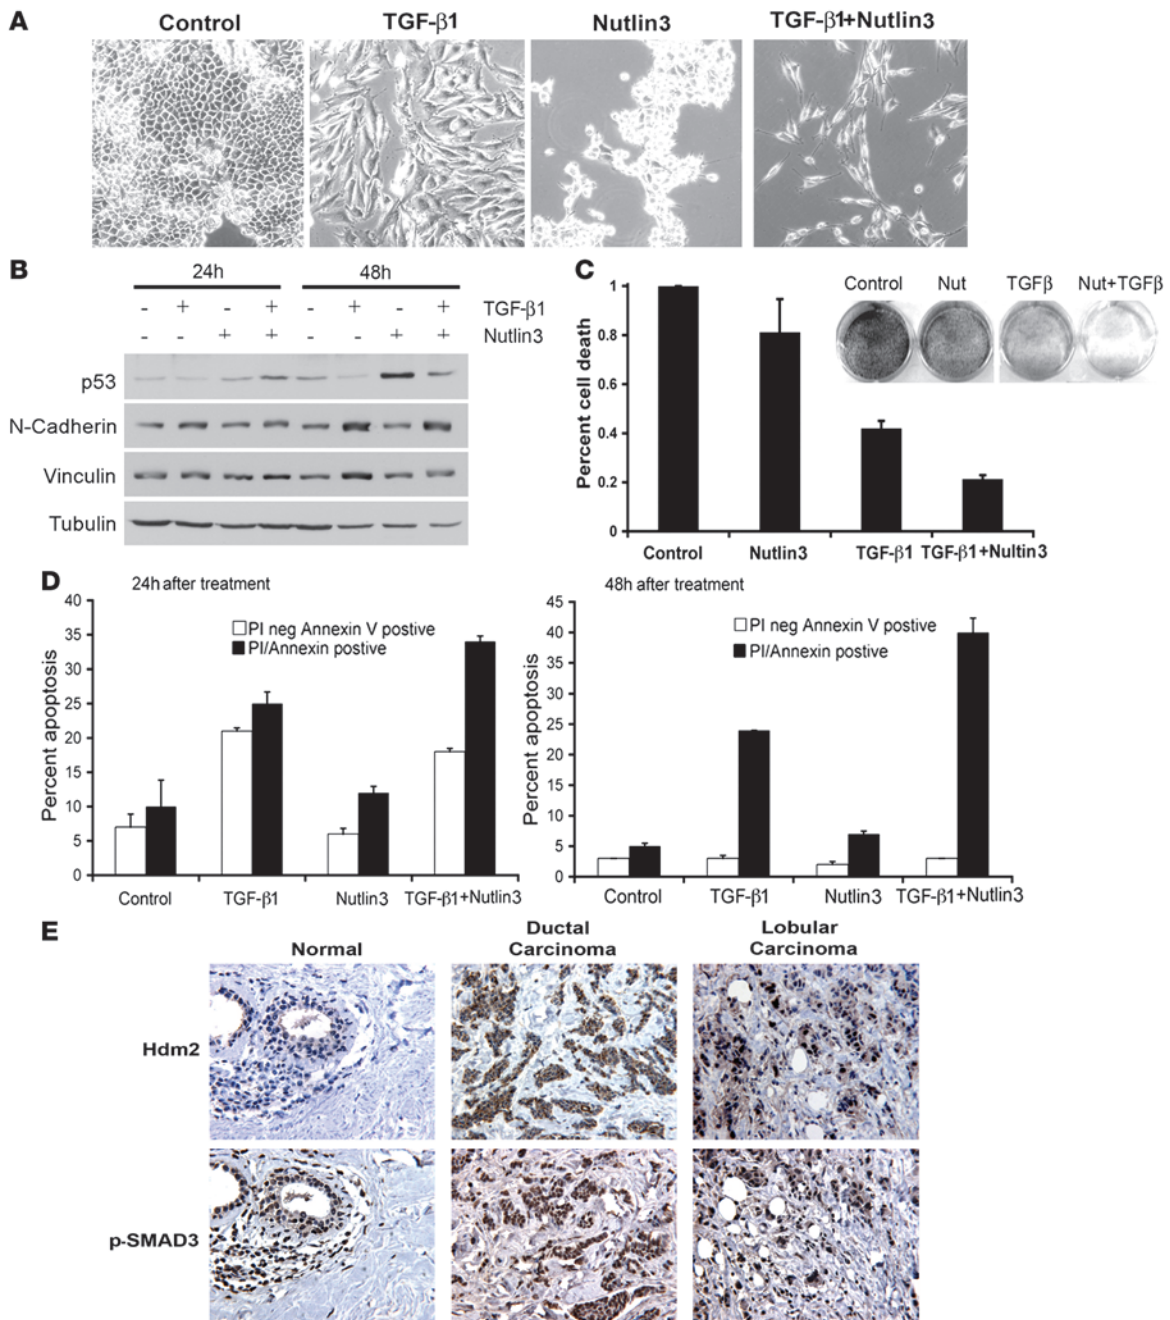 A
Control
TGF-β1
Nutlin3
TGF-β1+Nutlin3
B
24h
48h
- + - + - + - + TGF-β1
- - + + - - + + Nutlin3
p53
N-Cadherin
Vinculin
Tubulin
C
Percent cell death
1
0.8
0.6
0.4
0.2
0
Control
Nutlin3
TGF-β1
TGF-β1+Nultin3
Control
Nut
TGFβ
Nut+TGFβ
D
24h after treatment
Percent apoptosis
40
35
30
25
20
15
10
5
0
PI neg Annexin V postive
PI/Annexin postive
Control
TGF-β1
Nutlin3
TGF-β1+Nutlin3
48h after treatment
Percent apoptosis
45
40
35
30
25
20
15
10
5
0
PI neg Annexin V postive
PI/Annexin postive
Control
TGF-β1
Nutlin3
TGF-β1+Nutlin3
E
Normal
Ductal
Carcinoma
Lobular
Carcinoma
Hdm2
p-SMAD3